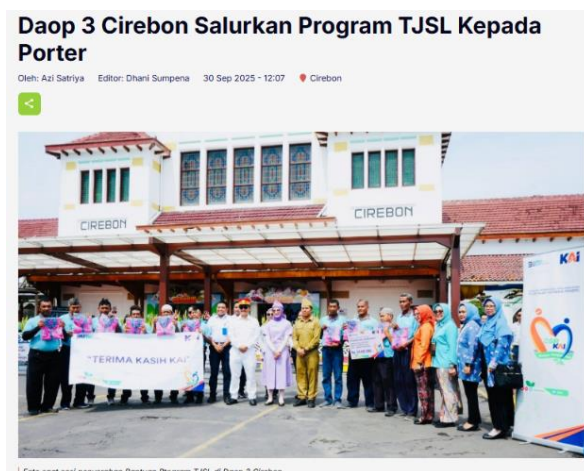 Daop 3 Cirebon Salurkan Program TJSL Kepada
Porter
Oleh: Azi Satriya Editor: Dhani Sumpena 30 Sep 2025 - 12:07 Cirebon
CIREBON
CIREBON
KAI
"TERIMA KASIH KAI"
KAI